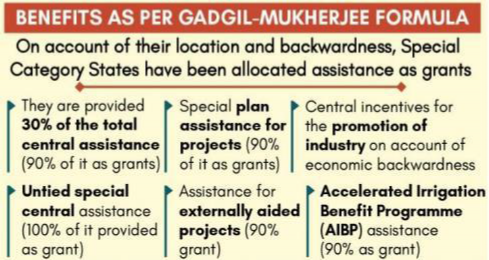 BENEFITS AS PER GADGIL-MUKHERJEE FORMULA
On account of their location and backwardness, Special
Category States have been allocated assistance as grants
They are provided
30% of the total
central assistance
(90% of it as grants)
Special plan
assistance for
projects (90%
of it as grants)
Central incentives for
the promotion of
industry on account of
economic backwardness
Untied special
central assistance
(100% of it provided
as grant)
Assistance for
externally aided
projects (90%
grant)
Accelerated Irrigation
Benefit Programme
(AIBP) assistance
(90% as grant)